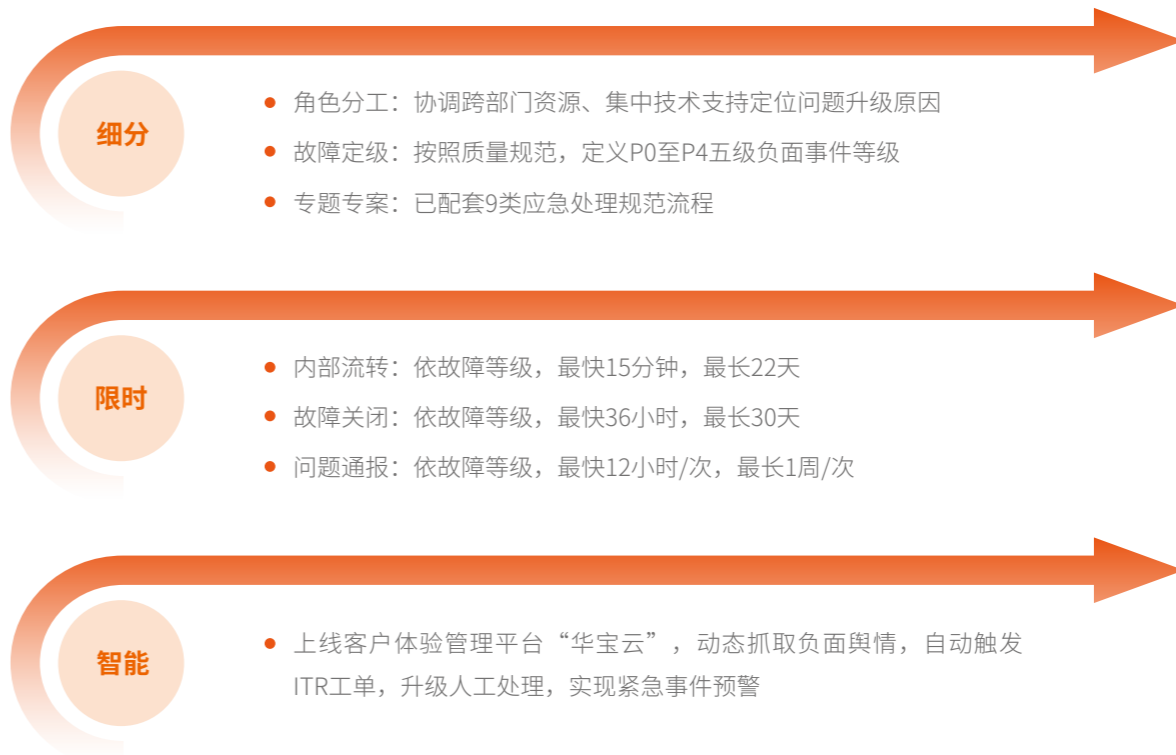 细分
角色分工：协调跨部门资源、集中技术支持定位问题升级原因
故障定级：按照质量规范，定义P0至P4五级负面事件等级
专题专案：已配套9类应急处理规范流程
限时
内部流转：依故障等级，最快15分钟，最长22天
故障关闭：依故障等级，最快36小时，最长30天
问题通报：依故障等级，最快12小时/次，最长1周/次
智能
上线客户体验管理平台“华宝云”，动态抓取负面舆情，自动触发
ITR工单，升级人工处理，实现紧急事件预警